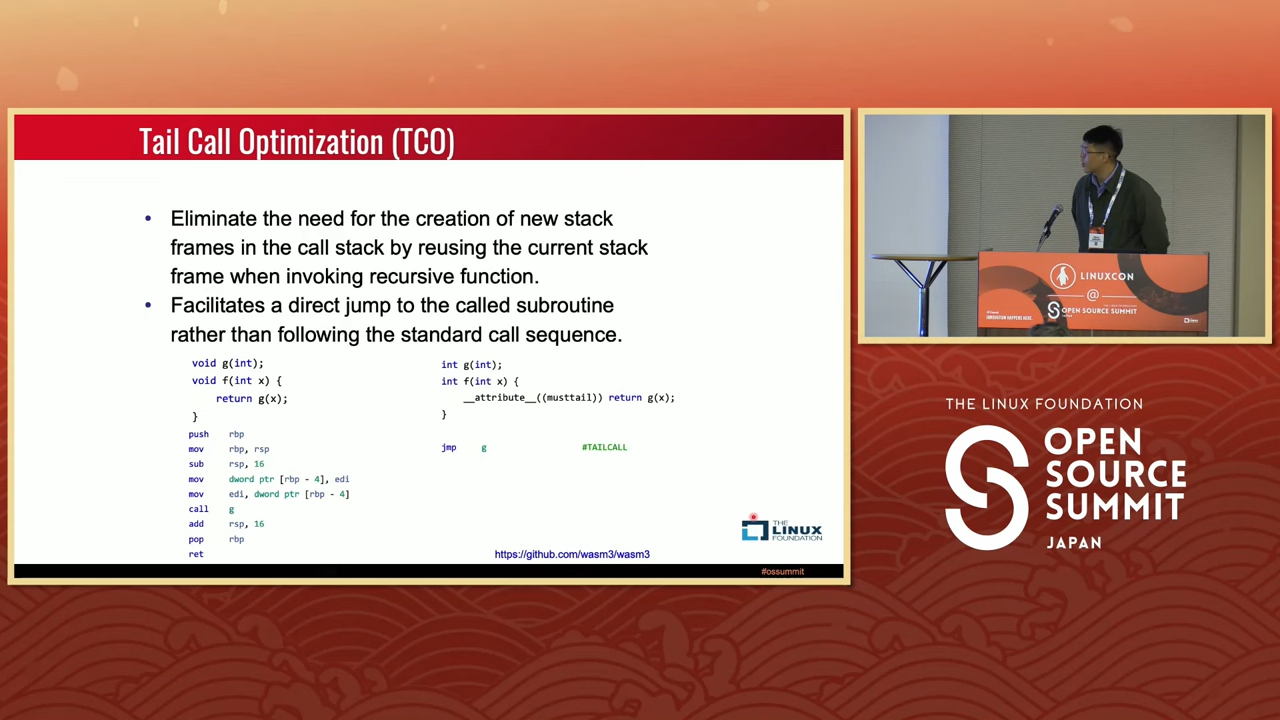 Tail Call Optimization (TCO)
• Eliminate the need for the creation of new stack
frames in the call stack by reusing the current stack
frame when invoking recursive function.
• Facilitates a direct jump to the called subroutine
rather than following the standard call sequence.
void g(int);
void f(int x) {
return g(x);
}
push rbp
mov rbp, rsp
sub rsp, 16
mov dword ptr [rbp - 4], edi
mov edi, dword ptr [rbp - 4]
call g
add rsp, 16
pop rbp
ret
int g(int);
int f(int x) {
__attribute__((musttail)) return g(x);
}
jmp g #TAILCALL
https://github.com/wasm3/wasm3
THE
LINUX
FOUNDATION
#ossummit
LINUXCON
@
OPEN SOURCE SUMMIT
INNOVATION HAPPENS HERE
THE LINUX FOUNDATION
OPEN
SOURCE
SUMMIT
JAPAN